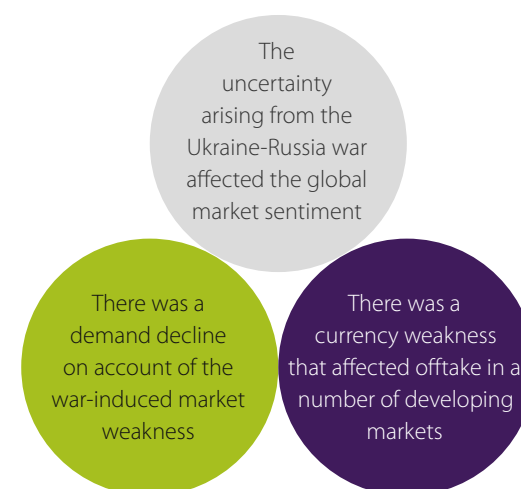 The
uncertainty
arising from the
Ukraine-Russia war
affected the global
market sentiment
There was a
demand decline
on account of the
war-induced market
weakness
There was a
currency weakness
that affected offtake in a
number of developing
markets